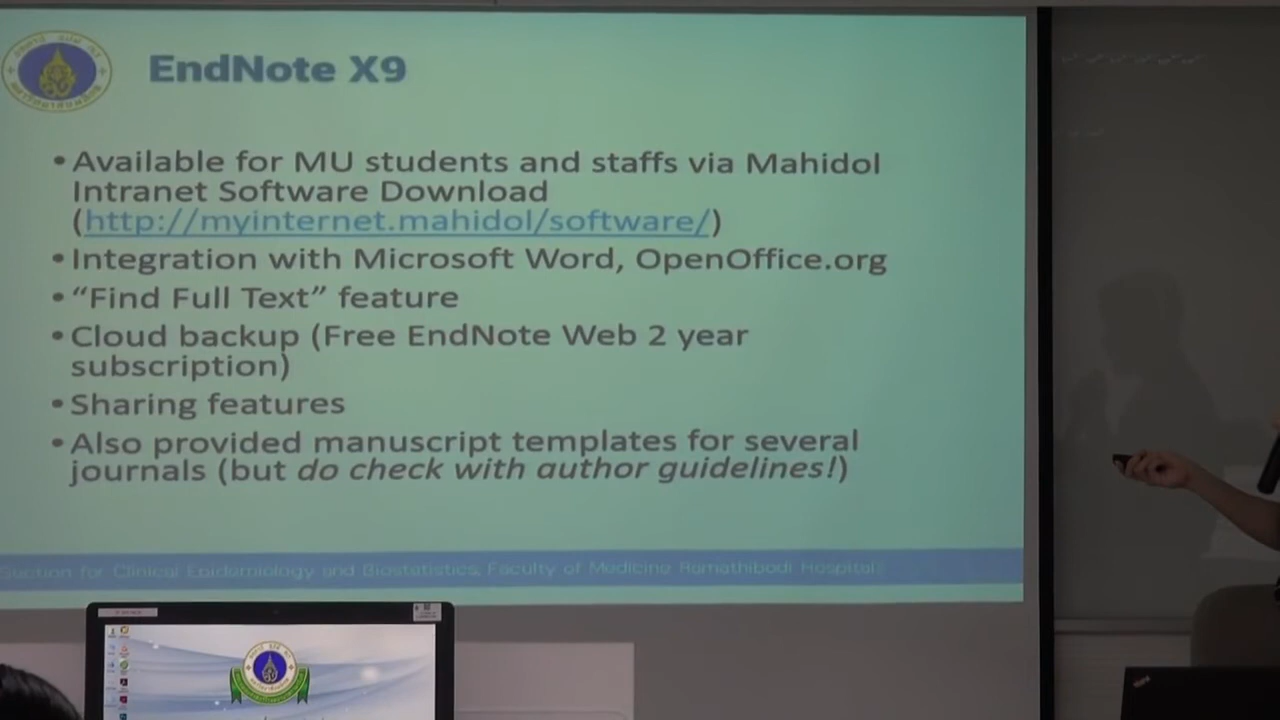 EndNote X9
•Available for MU students and staffs via Mahidol
Intranet Software Download
(http://myinternet.mahidol/software/)
•Integration with Microsoft Word, OpenOffice.org
•“Find Full Text” feature
•Cloud backup (Free EndNote Web 2 year
subscription)
•Sharing features
•Also provided manuscript templates for several
journals (but do check with author guidelines!)
Section for Clinical Epidemiology and Biostatistics, Faculty of Medicine Ramathibodi Hospital